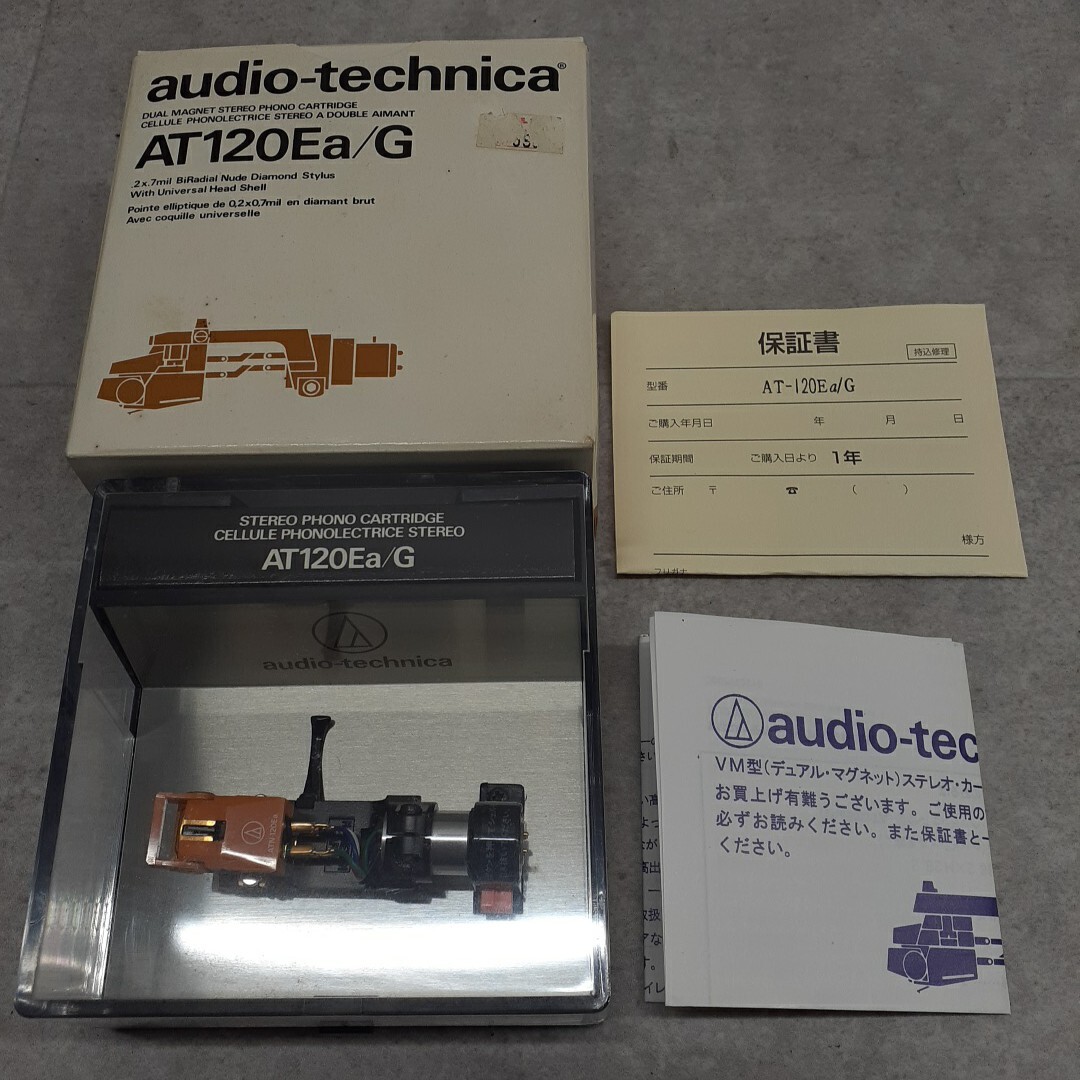 audio-technica®
DUAL MAGNET STEREO PHONO CARTRIDGE
CELLULE PHONOLECTRICE STEREO A DOUBLE AIMANT
AT120Ea/G
.2x.7mil BiRadial Nude Diamond Stylus
With Universal Head Shell
Pointe elliptique de 0,2x0,7mil en diamant brut
Avec coquille universelle
STEREO PHONO CARTRIDGE
CELLULE PHONOLECTRICE STEREO
AT120Ea/G
audio-technica
ATN120Ea
保証書
持込修理
型番 AT-120Ea/G
ご購入年月日 年 月 日
保証期間 ご購入日より 1年
ご住所 〒 ☎ ( )
様方
audio-tec
VM型(デュアル・マグネット)ステレオ・カー
お買上げ有難うございます。ご使用の
必ずお読みください。また保証書と一
ください。